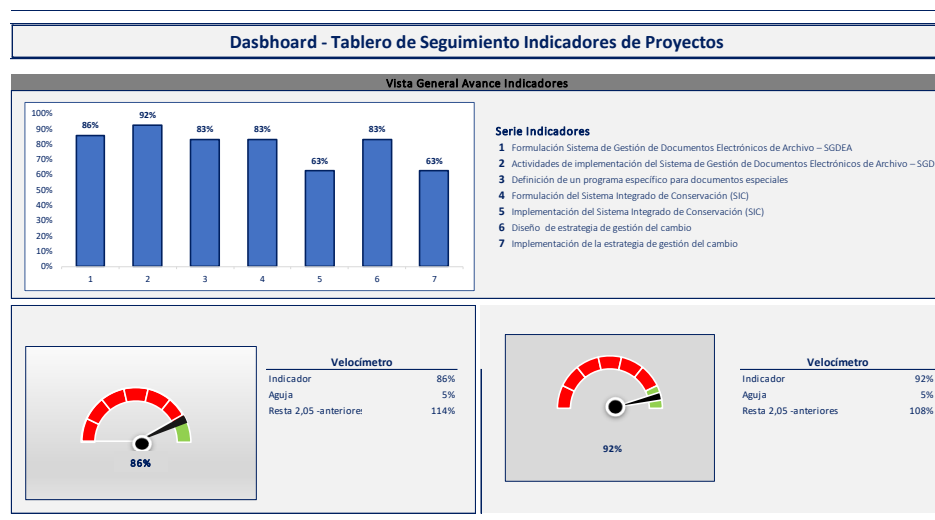 Dasbhoard - Tablero de Seguimiento Indicadores de Proyectos
Vista General Avance Indicadores
100%
90%
80%
70%
60%
50%
40%
30%
20%
10%
0%
86%
92%
83%
83%
63%
83%
63%
1
2
3
4
5
6
7
Serie Indicadores
1 Formulación Sistema de Gestión de Documentos Electrónicos de Archivo – SGDEA
2 Actividades de implementación del Sistema de Gestión de Documentos Electrónicos de Archivo – SGD
3 Definición de un programa específico para documentos especiales
4 Formulación del Sistema Integrado de Conservación (SIC)
5 Implementación del Sistema Integrado de Conservación (SIC)
6 Diseño de estrategia de gestión del cambio
7 Implementación de la estrategia de gestión del cambio
86%
Velocímetro
Indicador 86%
Aguja 5%
Resta 2,05 -anteriores 114%
92%
Velocímetro
Indicador 92%
Aguja 5%
Resta 2,05 -anteriores 108%